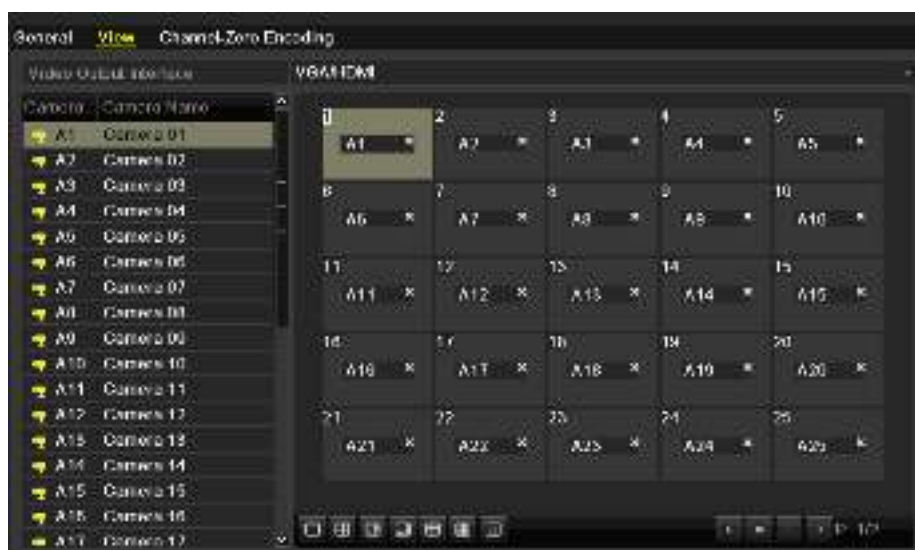 General View Channel-Zero Encoding
Video Output Interface VGA/HDMI
Camera Camera Name
A1 Camera 01
A2 Camera 02
A3 Camera 03
A4 Camera 04
A5 Camera 05
A6 Camera 06
A7 Camera 07
A8 Camera 08
A9 Camera 09
A10 Camera 10
A11 Camera 11
A12 Camera 12
A13 Camera 13
A14 Camera 14
A15 Camera 15
A16 Camera 16
A17 Camera 17
1 2 3 4 5
A1 A2 A3 A4 A5
6 7 8 9 10
A6 A7 A8 A9 A10
11 12 13 14 15
A11 A12 A13 A14 A15
16 17 18 19 20
A16 A17 A18 A19 A20
21 22 23 24 25
A21 A22 A23 A24 A25
P: 1/2